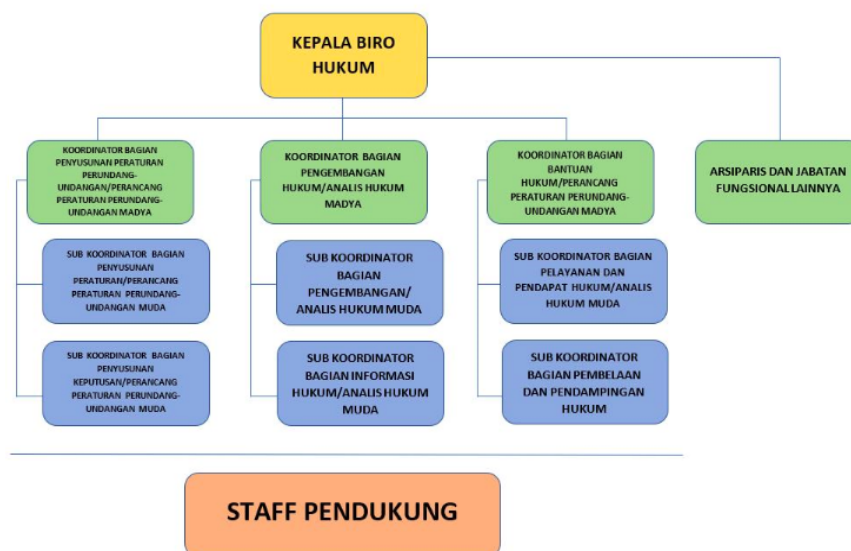 KEPALA BIRO
HUKUM
KOORDINATOR BAGIAN
PENYUSUNAN PERATURAN
PERUNDANG-
UNDANGAN/PERANCANG
PERATURAN PERUNDANG-
UNDANGAN MADYA
KOORDINATOR BAGIAN
PENGEMBANGAN
HUKUM/ANALIS HUKUM
MADYA
KOORDINATOR BAGIAN
BANTUAN
HUKUM/PERANCANG
PERATURAN PERUNDANG-
UNDANGAN MADYA
ARSIPARIS DAN JABATAN
FUNGSIONAL LAINNYA
SUB KOORDINATOR BAGIAN
PENYUSUNAN
PERATURAN/PERANCANG
PERATURAN PERUNDANG-
UNDANGAN MUDA
SUB KOORDINATOR
BAGIAN
PENGEMBANGAN/
ANALIS HUKUM MUDA
SUB KOORDINATOR BAGIAN
PELAYANAN DAN
PENDAPAT HUKUM/ANALIS
HUKUM MUDA
SUB KOORDINATOR BAGIAN
PENYUSUNAN
KEPUTUSAN/PERANCANG
PERATURAN PERUNDANG-
UNDANGAN MUDA
SUB KOORDINATOR
BAGIAN INFORMASI
HUKUM/ANALIS HUKUM
MUDA
SUB KOORDINATOR
BAGIAN PEMBELAAN
DAN PENDAMPINGAN
HUKUM
STAFF PENDUKUNG